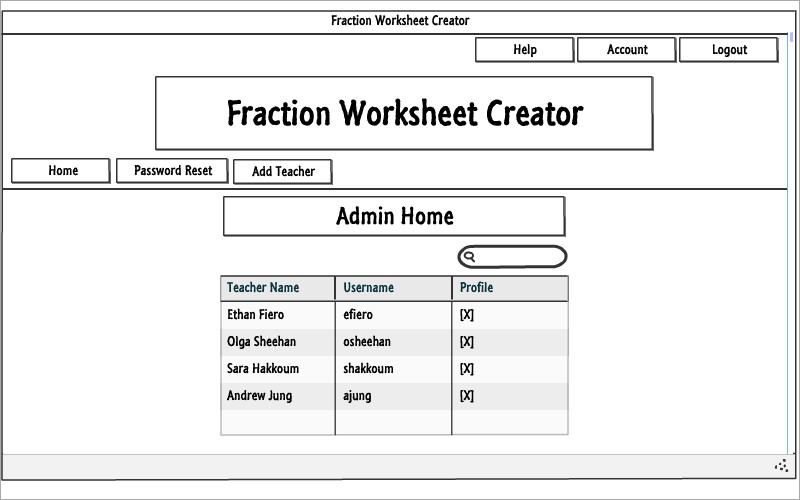 Fraction Worksheet Creator
Help Account Logout
Fraction Worksheet Creator
Home Password Reset Add Teacher
Admin Home
Teacher Name Username Profile
Ethan Fiero efiero [X]
Olga Sheehan osheehan [X]
Sara Hakkoum shakkoum [X]
Andrew Jung ajung [X]